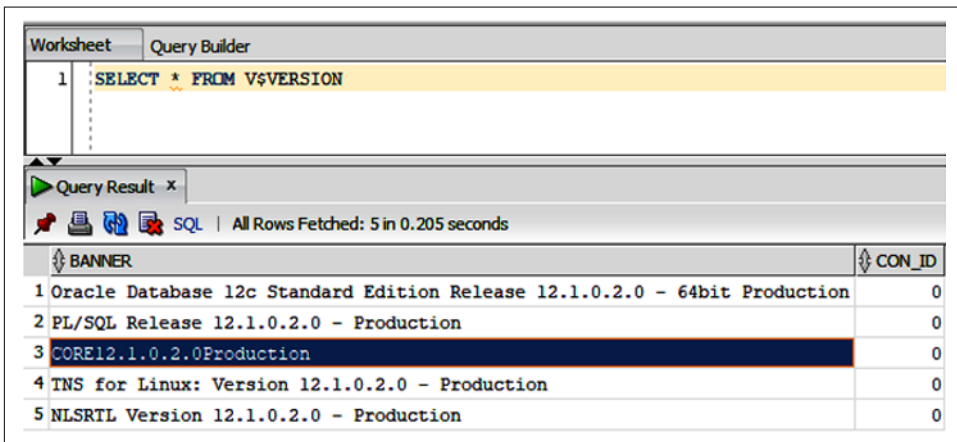 Worksheet Query Builder
1 SELECT * FROM V$VERSION
Query Result x
SQL | All Rows Fetched: 5 in 0.205 seconds
BANNER CON_ID
1 Oracle Database 12c Standard Edition Release 12.1.0.2.0 - 64bit Production 0
2 PL/SQL Release 12.1.0.2.0 - Production 0
3 CORE12.1.0.2.0Production 0
4 TNS for Linux: Version 12.1.0.2.0 - Production 0
5 NLSRTL Version 12.1.0.2.0 - Production 0